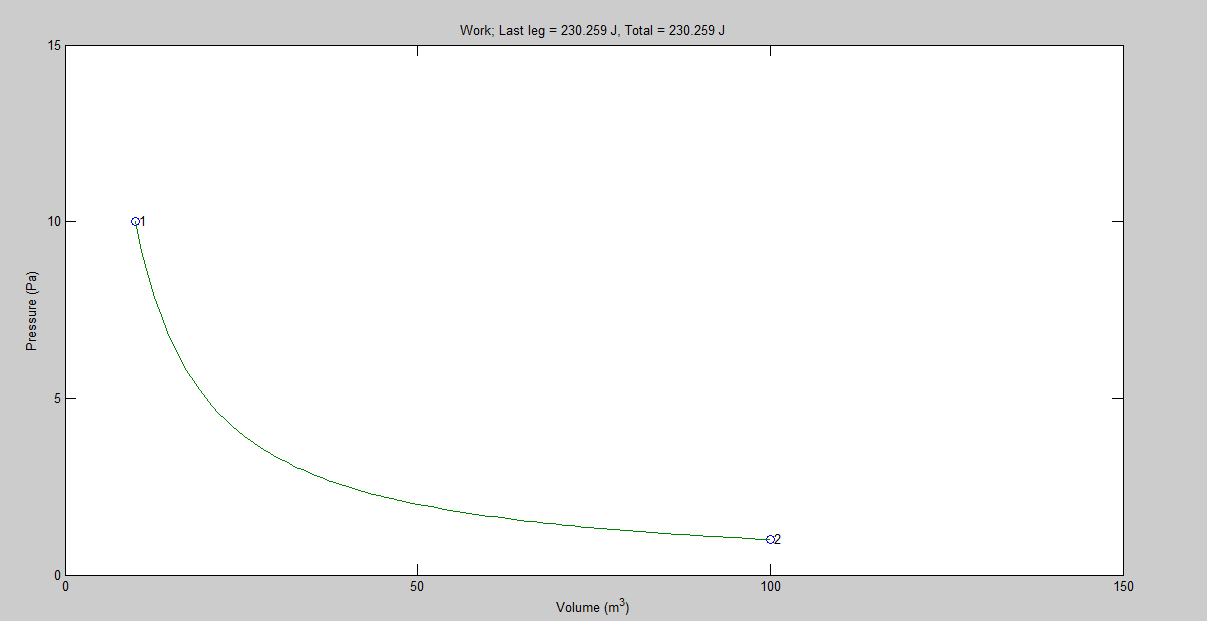 Work; Last leg = 230.259 J, Total = 230.259 J
15
10
1
Pressure (Pa)
5
2
0
0 50 100 150
Volume (m³)